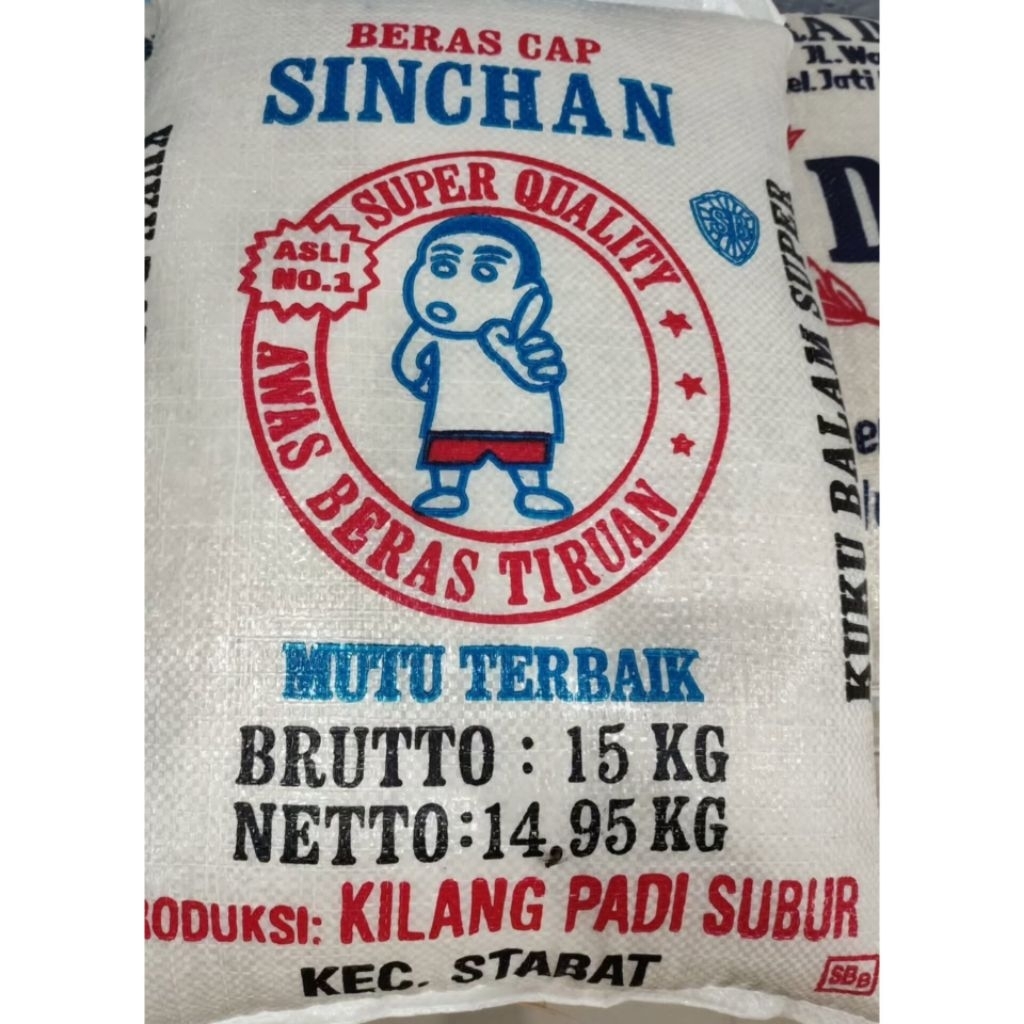 BERAS CAP
SINCHAN
SUPER QUALITY
ASLI
NO.1
AWAS BERAS TIRUAN
SB
MUTU TERBAIK
BRUTTO : 15 KG
NETTO:14,95 KG
RODUKSI: KILANG PADI SUBUR
KEC. STABAT
SBB
KUKU BALAM SUPER